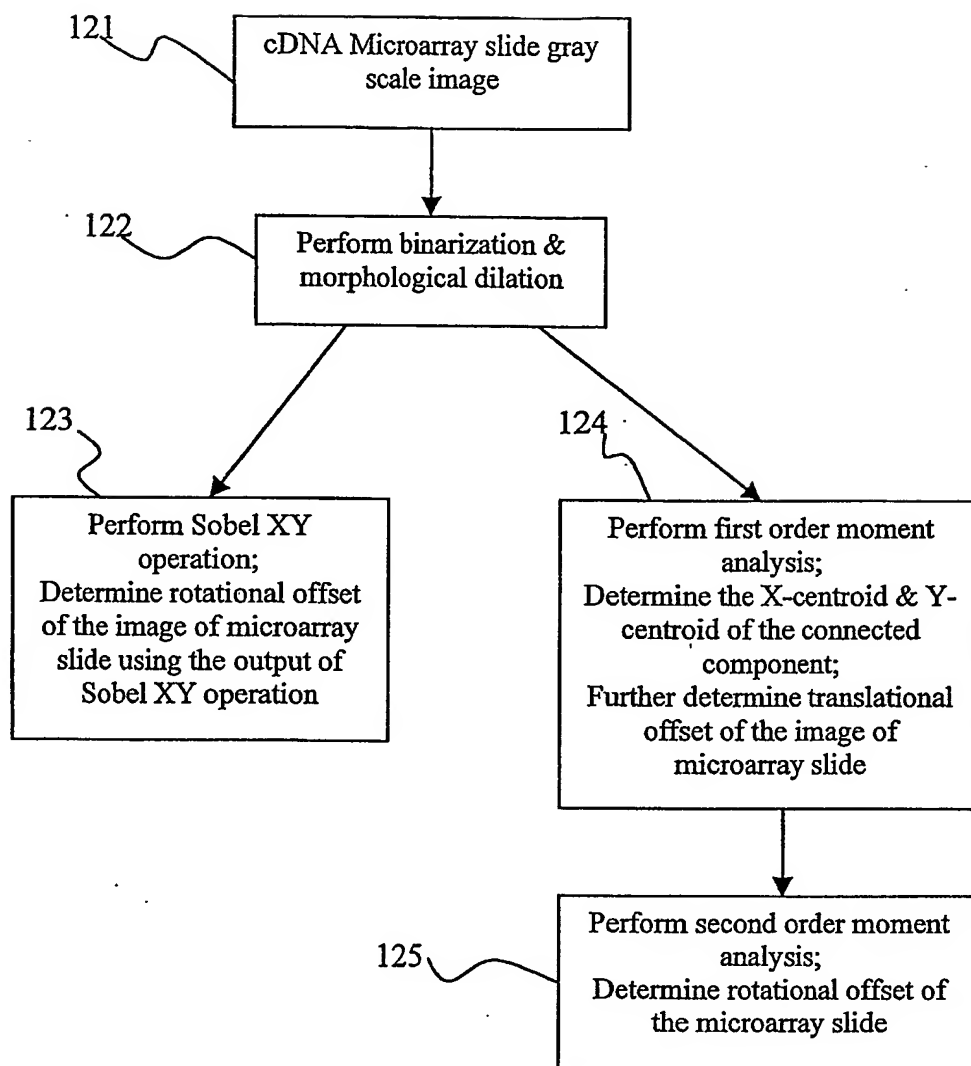 121
cDNA Microarray slide gray
scale image
122
Perform binarization &
morphological dilation
123
Perform Sobel XY
operation;
Determine rotational offset
of the image of microarray
slide using the output of
Sobel XY operation
124
Perform first order moment
analysis;
Determine the X-centroid & Y-
centroid of the connected
component;
Further determine translational
offset of the image of
microarray slide
125
Perform second order moment
analysis;
Determine rotational offset of
the microarray slide